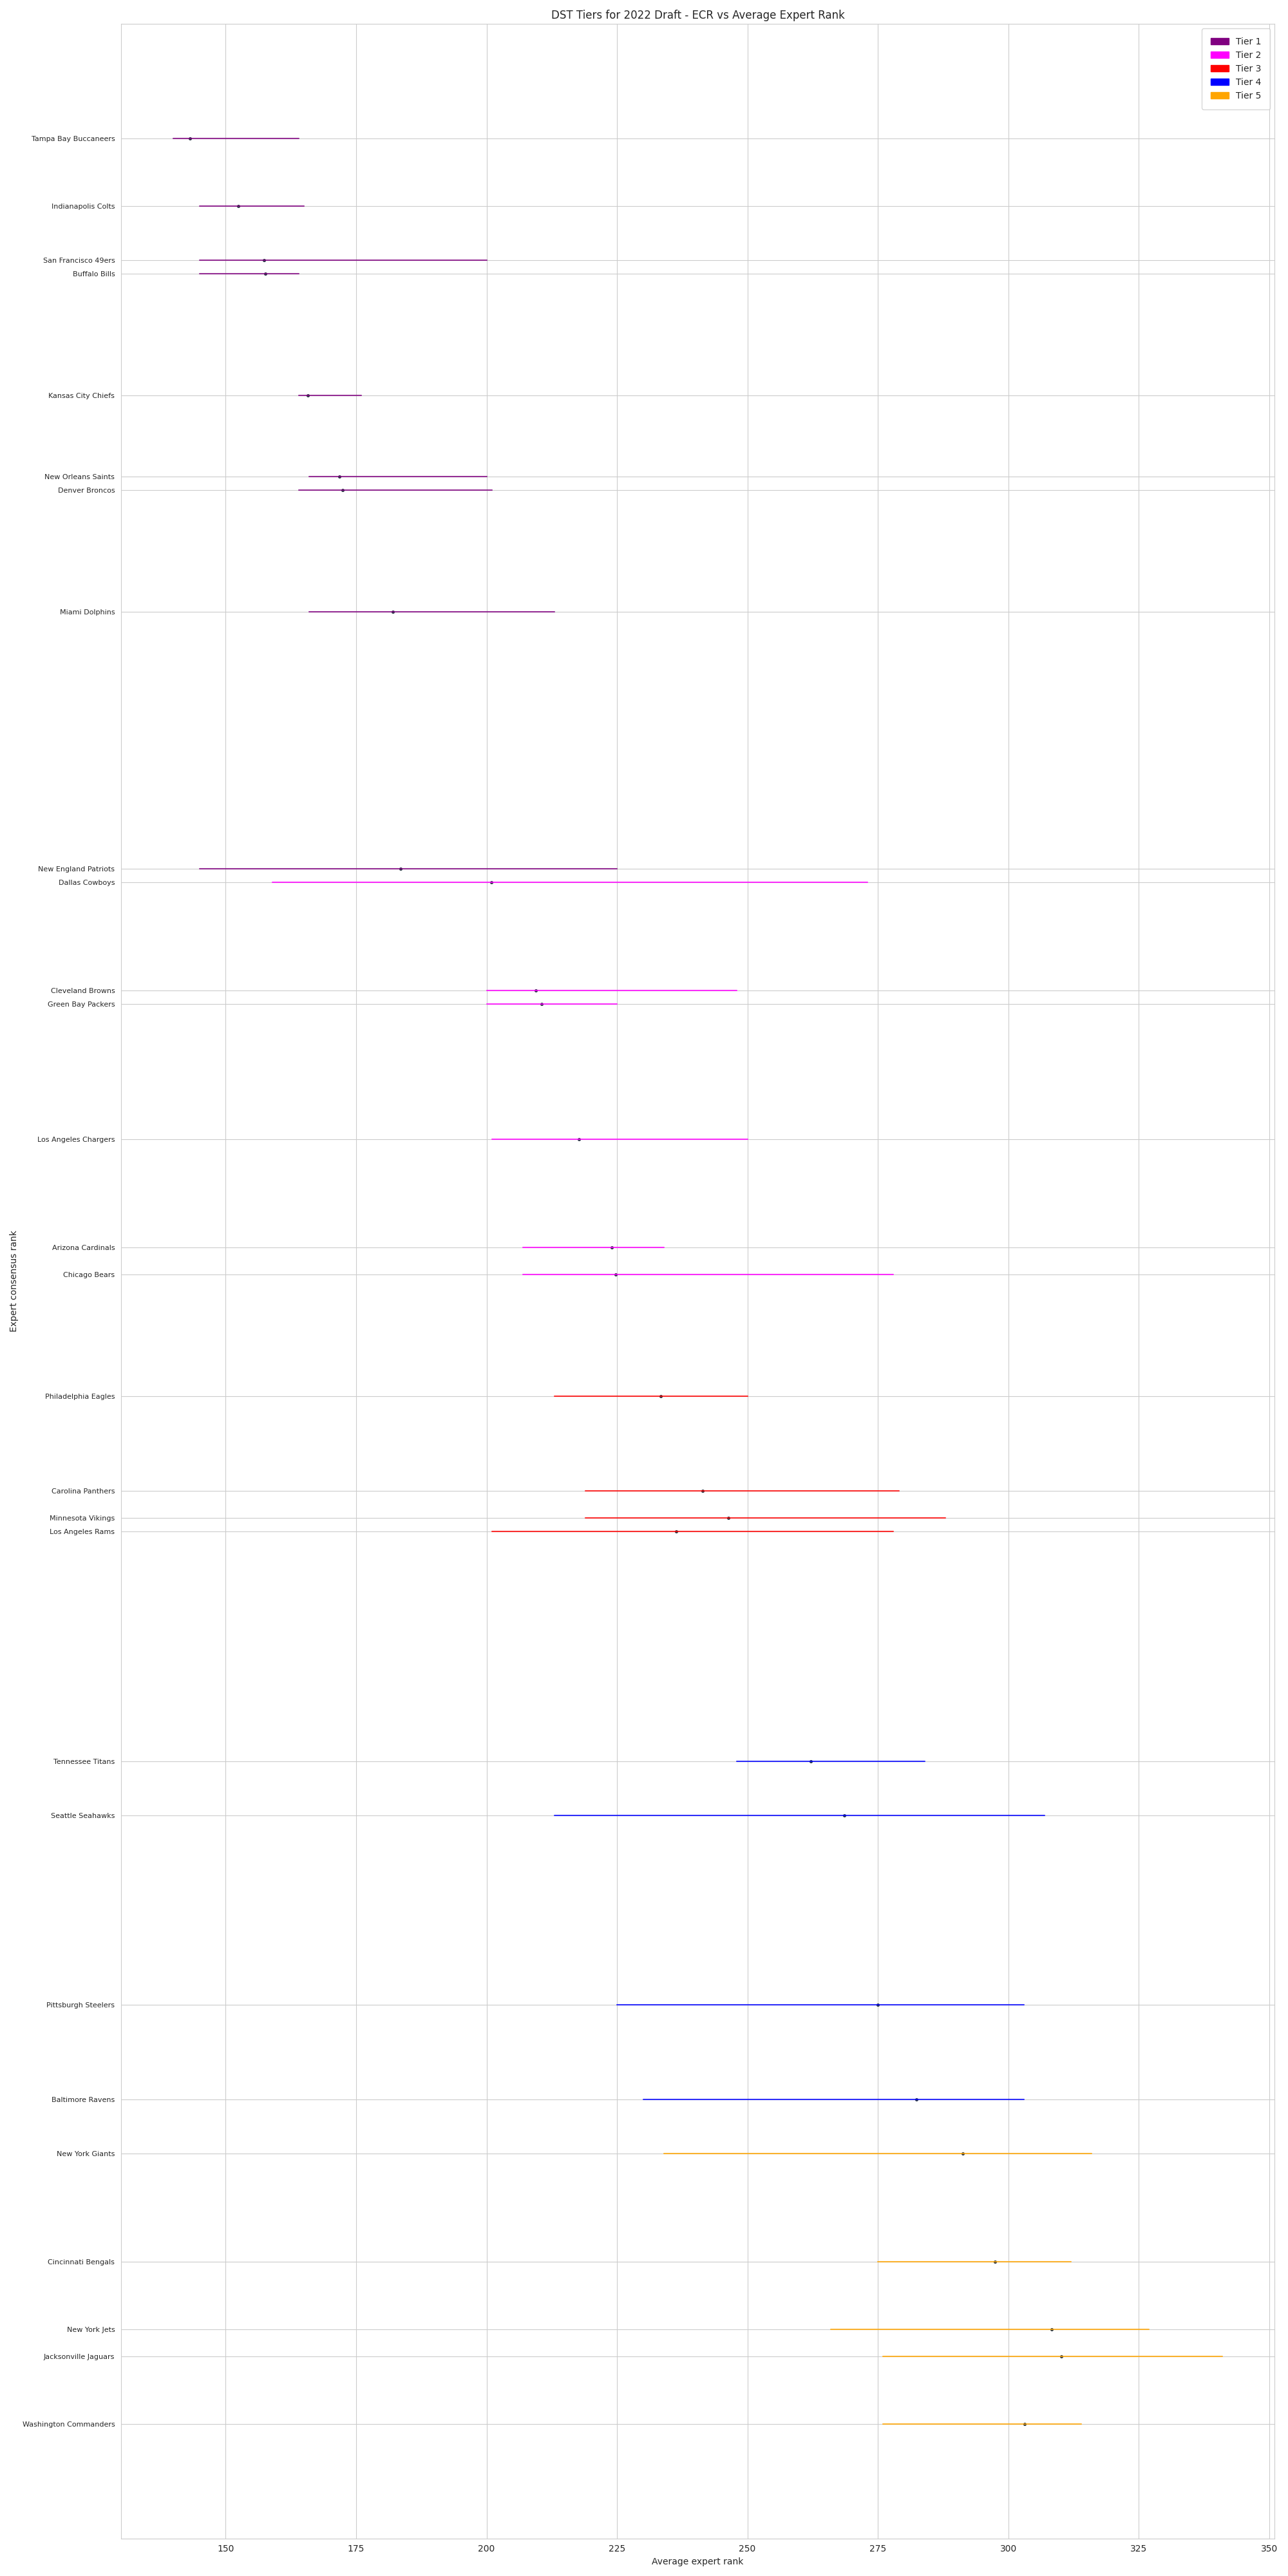 DST Tiers for 2022 Draft - ECR vs Average Expert Rank
Tier 1
Tier 2
Tier 3
Tier 4
Tier 5
Tampa Bay Buccaneers
Indianapolis Colts
San Francisco 49ers
Buffalo Bills
Kansas City Chiefs
New Orleans Saints
Denver Broncos
Miami Dolphins
New England Patriots
Dallas Cowboys
Cleveland Browns
Green Bay Packers
Los Angeles Chargers
Arizona Cardinals
Chicago Bears
Philadelphia Eagles
Carolina Panthers
Minnesota Vikings
Los Angeles Rams
Tennessee Titans
Seattle Seahawks
Pittsburgh Steelers
Baltimore Ravens
New York Giants
Cincinnati Bengals
New York Jets
Jacksonville Jaguars
Washington Commanders
Expert consensus rank
150 175 200 225 250 275 300 325 350
Average expert rank